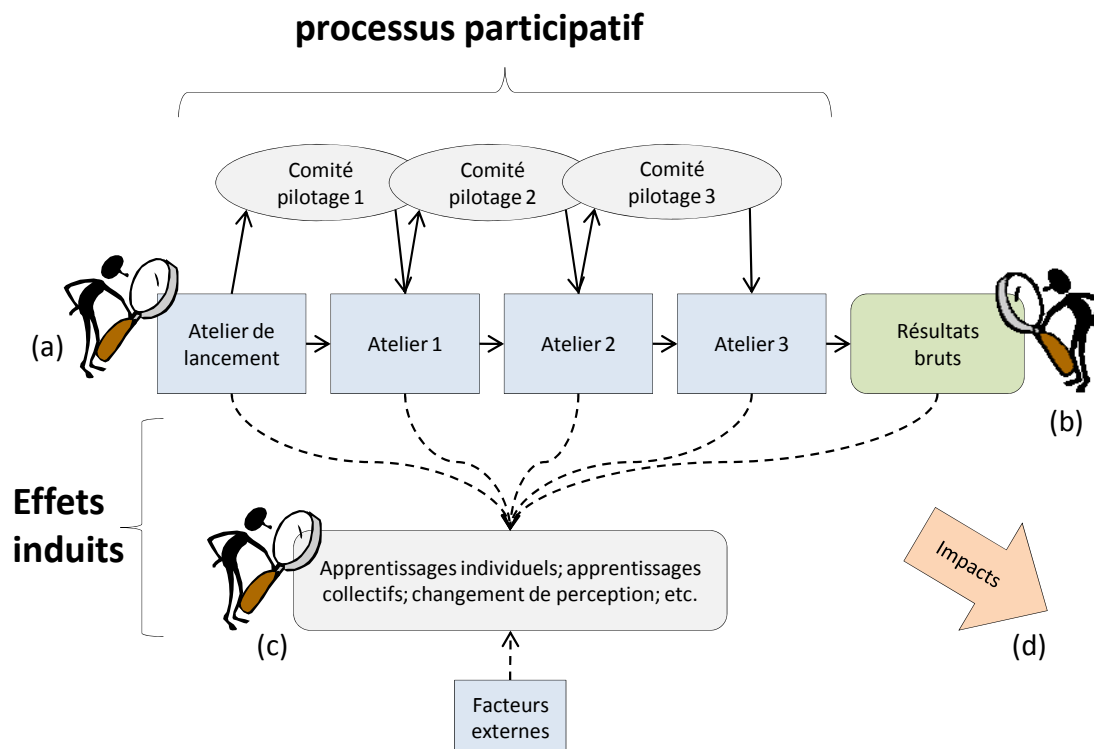 processus participatif
Comité
pilotage 1
Comité
pilotage 2
Comité
pilotage 3
(a)
Atelier de
lancement
Atelier 1
Atelier 2
Atelier 3
Résultats
bruts
(b)
Effets
induits
Apprentissages individuels; apprentissages
collectifs; changement de perception; etc.
(c)
Impacts
(d)
Facteurs
externes